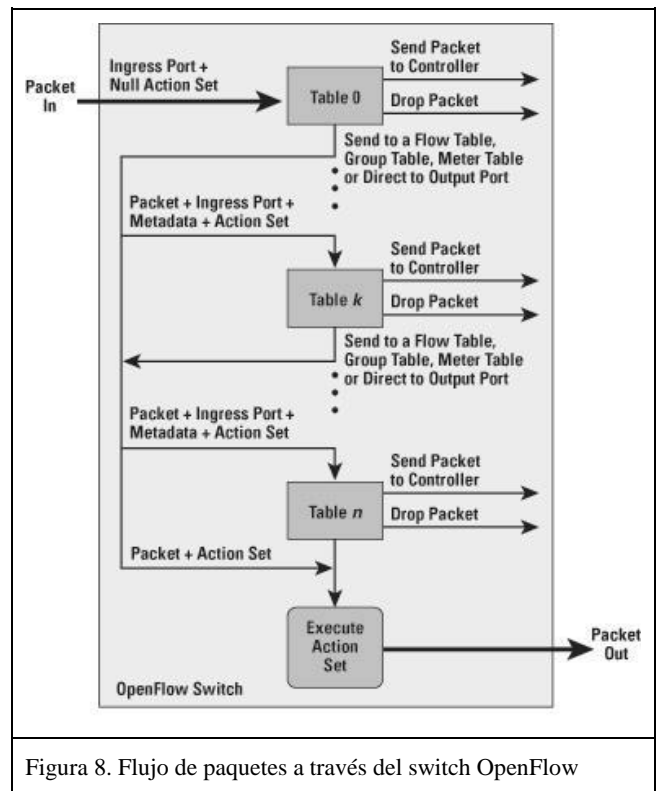 Packet
In
Ingress Port +
Null Action Set
Table 0
Send Packet
to Controller
Drop Packet
Send to a Flow Table,
Group Table, Meter Table
or Direct to Output Port
Packet + Ingress Port +
Metadata + Action Set
Table k
Send Packet
to Controller
Drop Packet
Send to a Flow Table,
Group Table, Meter Table
or Direct to Output Port
Packet + Ingress Port +
Metadata + Action Set
Table n
Send Packet
to Controller
Drop Packet
Packet + Action Set
Execute
Action
Set
Packet
Out
OpenFlow Switch
Figura 8. Flujo de paquetes a través del switch OpenFlow